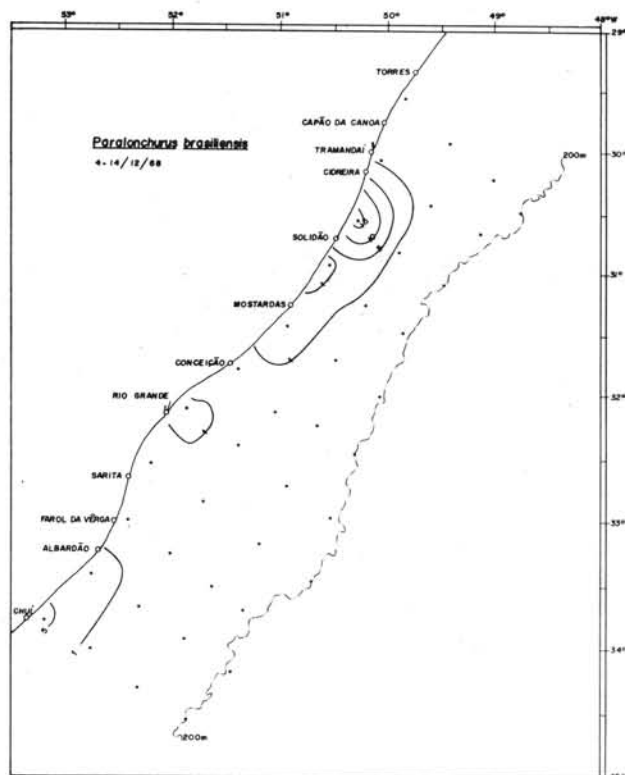 53° 52° 51° 50° 49° 48°W
29°
TORRES
CAPÃO DA CANOA
Paralonchurus brasiliensis
4-14/12/68
TRAMANDAÍ
200m
30°
CIDREIRA
SOLIDÃO
31°
MOSTARDAS
CONCEIÇÃO
RIO GRANDE
32°
SARITA
FAROL DA VÊRGA
33°
ALBARDÃO
CHUÍ
34°
200m